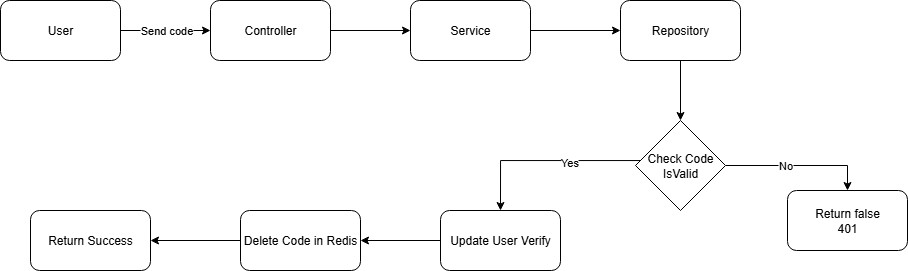 User
Send code
Controller
Service
Repository
Check Code
IsValid
Yes
No
Return false
401
Return Success
Delete Code in Redis
Update User Verify